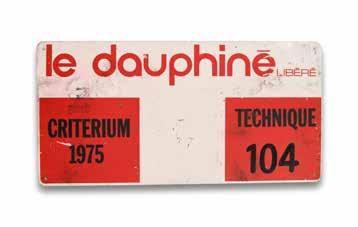 le dauphiné LIBÉRÉ
CRITERIUM
1975
TECHNIQUE
104